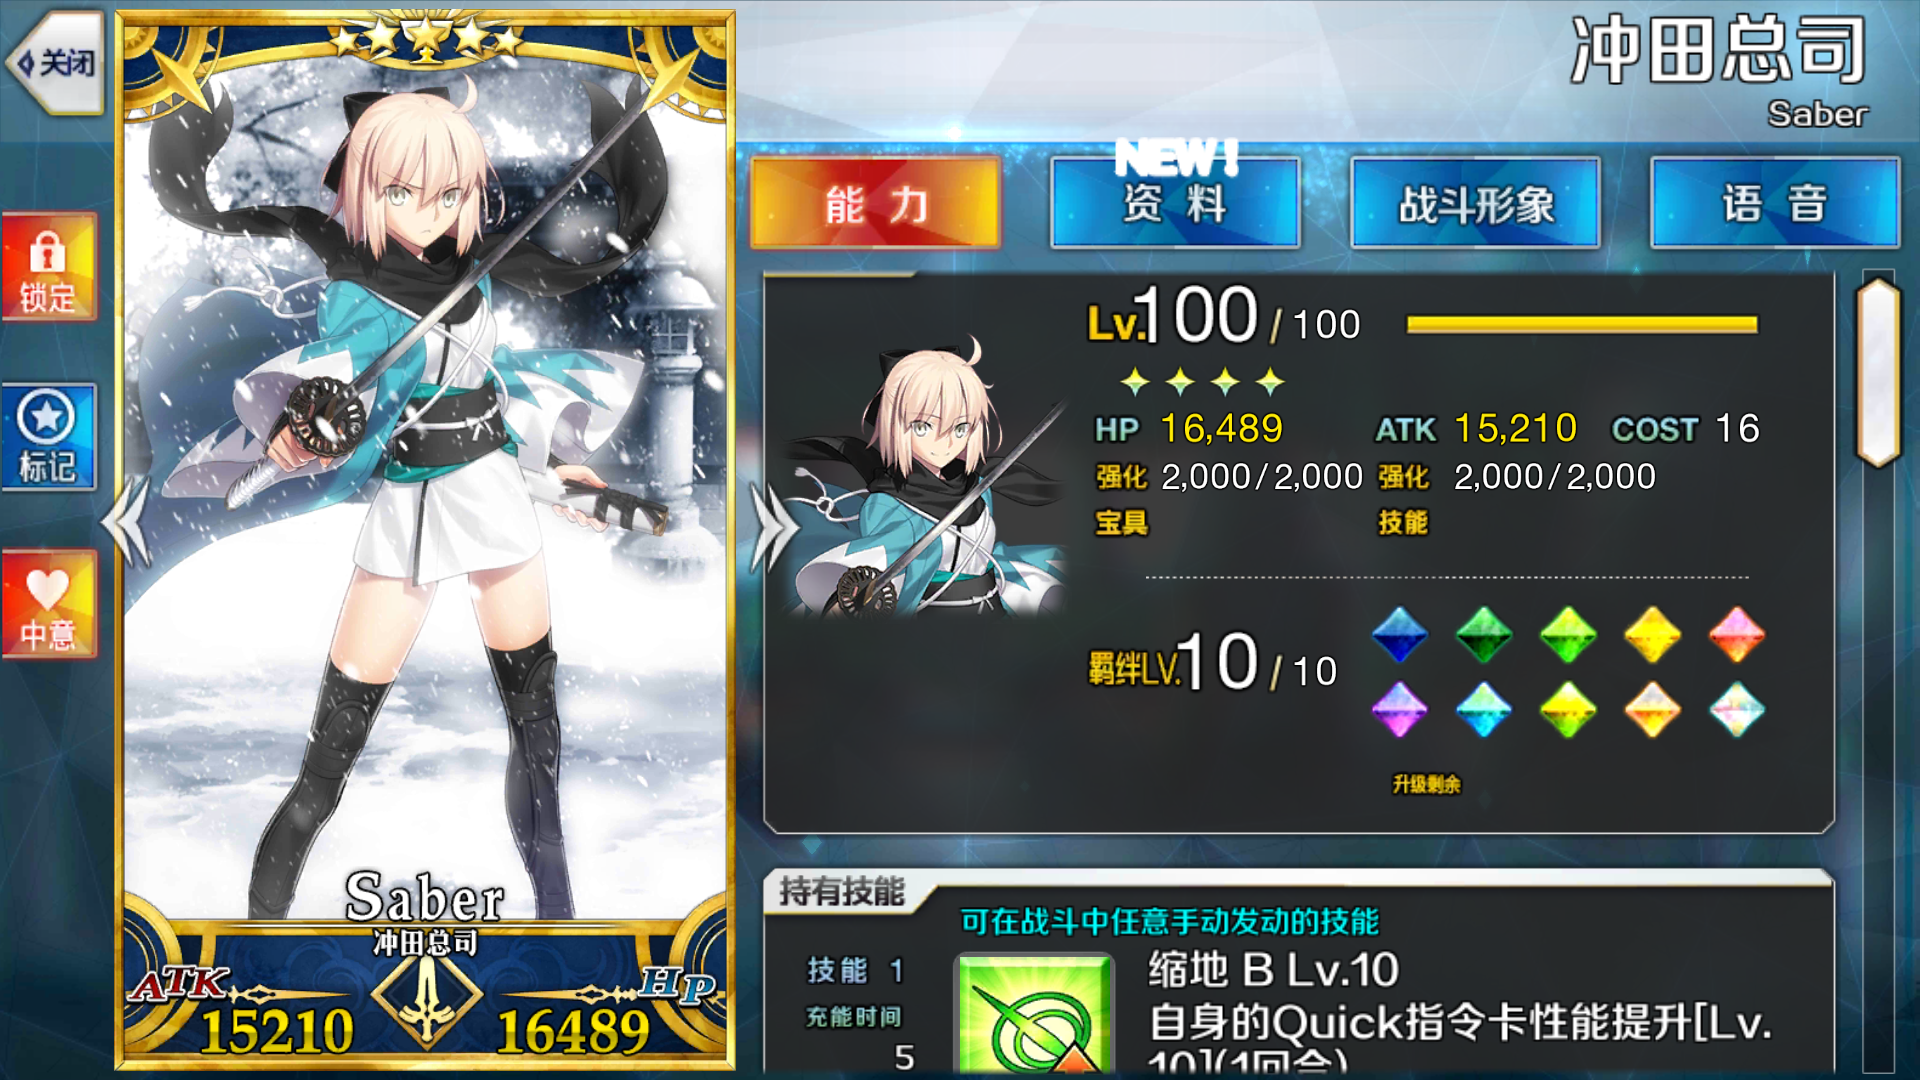 关闭
冲田总司
Saber
NEW!
能力
资料
战斗形象
语音
锁定
标记
中意
Lv.100/100
HP 16,489 ATK 15,210 COST 16
强化 2,000/2,000 强化 2,000/2,000
宝具 技能
羁绊LV.10/10
升级剩余
Saber
冲田总司
ATK 15210
HP 16489
持有技能
可在战斗中任意手动发动的技能
技能 1
充能时间
5
缩地 B Lv.10
自身的Quick指令卡性能提升[Lv.
10](1回合)